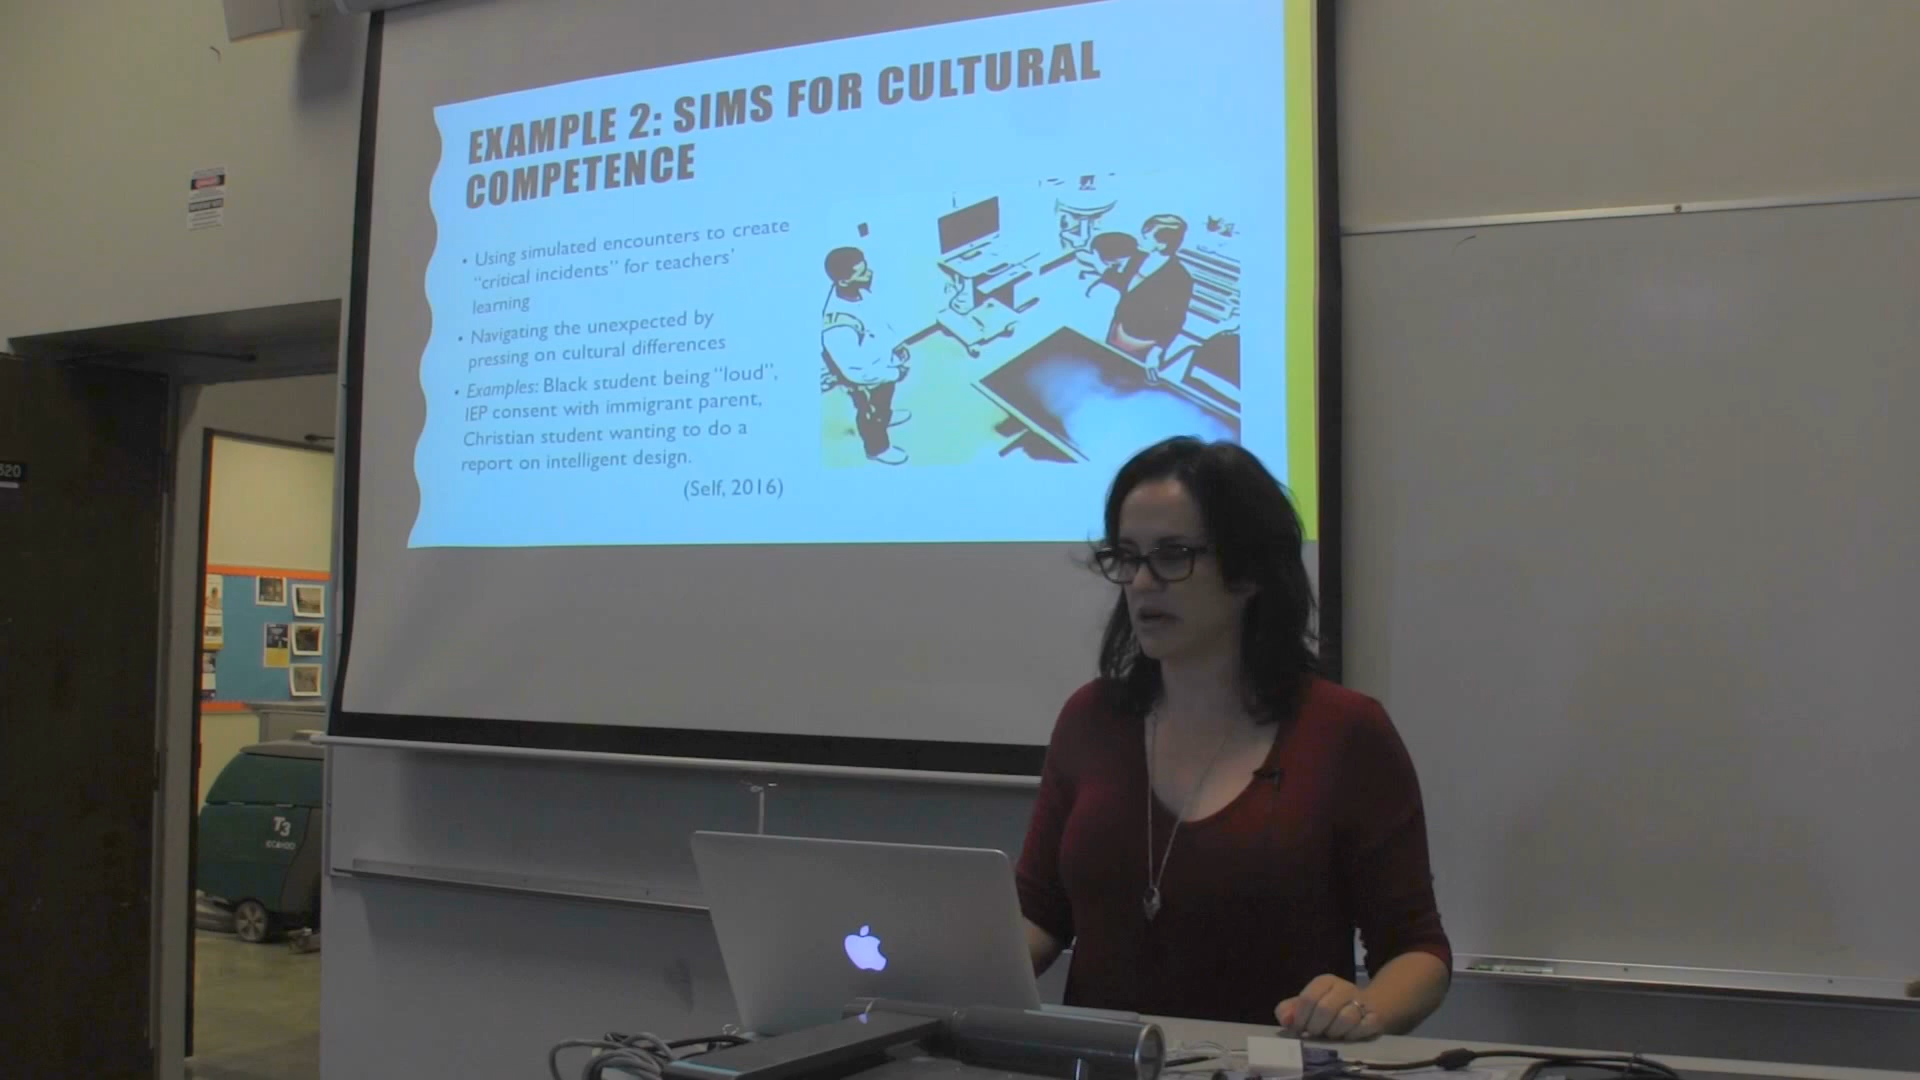 EXAMPLE 2: SIMS FOR CULTURAL
COMPETENCE
• Using simulated encounters to create
"critical incidents" for teachers'
learning
• Navigating the unexpected by
pressing on cultural differences
• Examples: Black student being "loud",
IEP consent with immigrant parent,
Christian student wanting to do a
report on intelligent design.
(Self, 2016)
520
T3